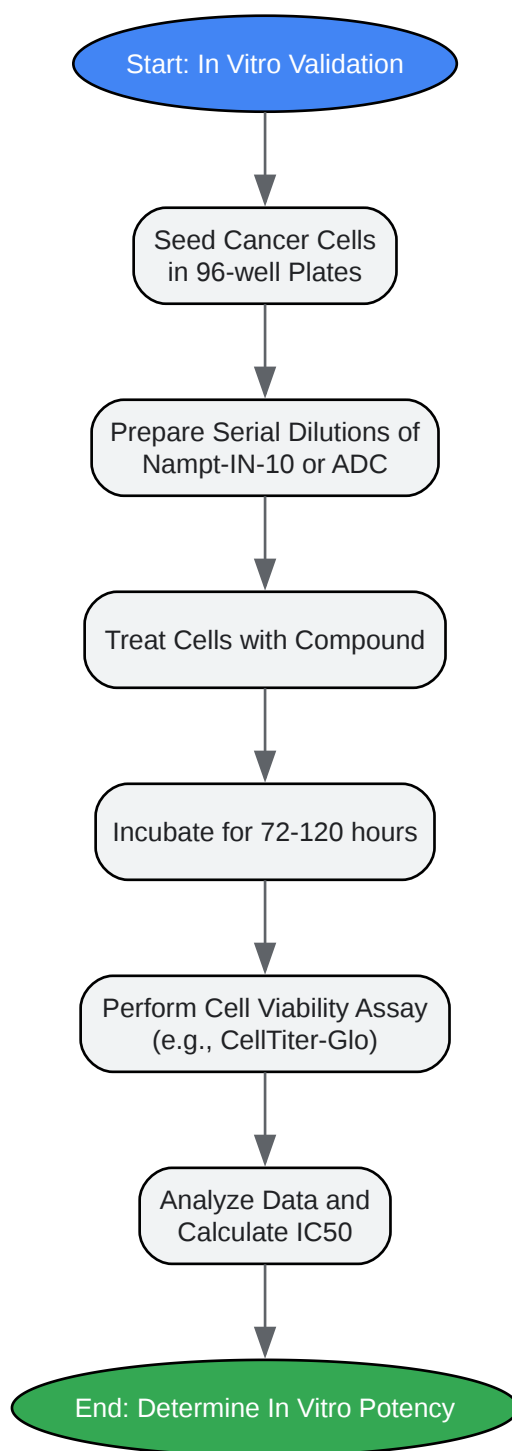 Start: In Vitro Validation
Seed Cancer Cells
in 96-well Plates
Prepare Serial Dilutions of
Nampt-IN-10 or ADC
Treat Cells with Compound
Incubate for 72-120 hours
Perform Cell Viability Assay
(e.g., CellTiter-Glo)
Analyze Data and
Calculate IC50
End: Determine In Vitro Potency